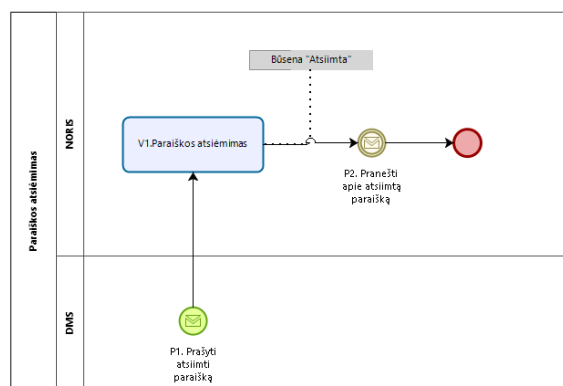 Paraiškos atsiėmimas
NORIS
Būsena "Atsiimta"
V1.Paraiškos atsiėmimas
P2. Pranešti
apie atsiimtą
paraišką
DMS
P1. Prašyti
atsiimti
paraišką